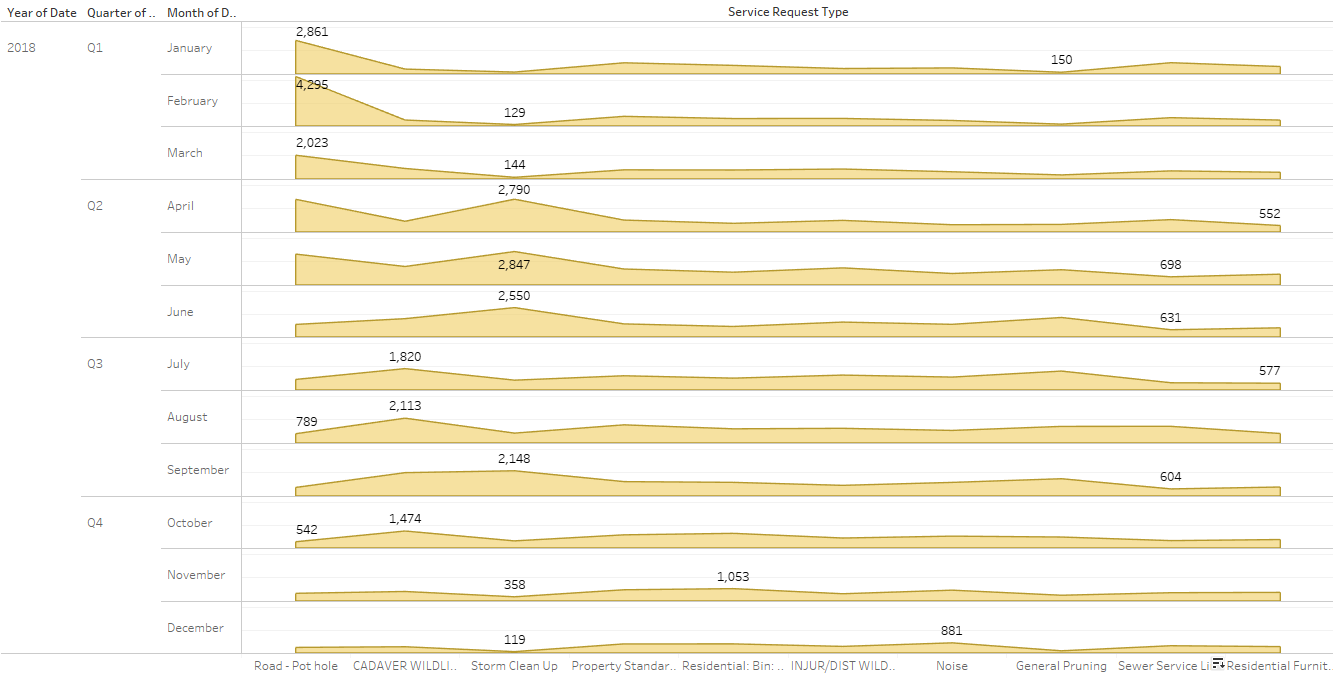 Year of Date Quarter of .. Month of D.. Service Request Type
2018 Q1 January 2,861 150
February 4,295 129
March 2,023 144
Q2 April 2,790 552
May 2,847 698
June 2,550 631
Q3 July 1,820 577
August 789 2,113
September 2,148 604
Q4 October 542 1,474
November 358 1,053
December 119 881
Road - Pot hole CADAVER WILDLI.. Storm Clean Up Property Standar.. Residential: Bin: .. INJUR/DIST WILD.. Noise General Pruning Sewer Service Li Residential Furnit..